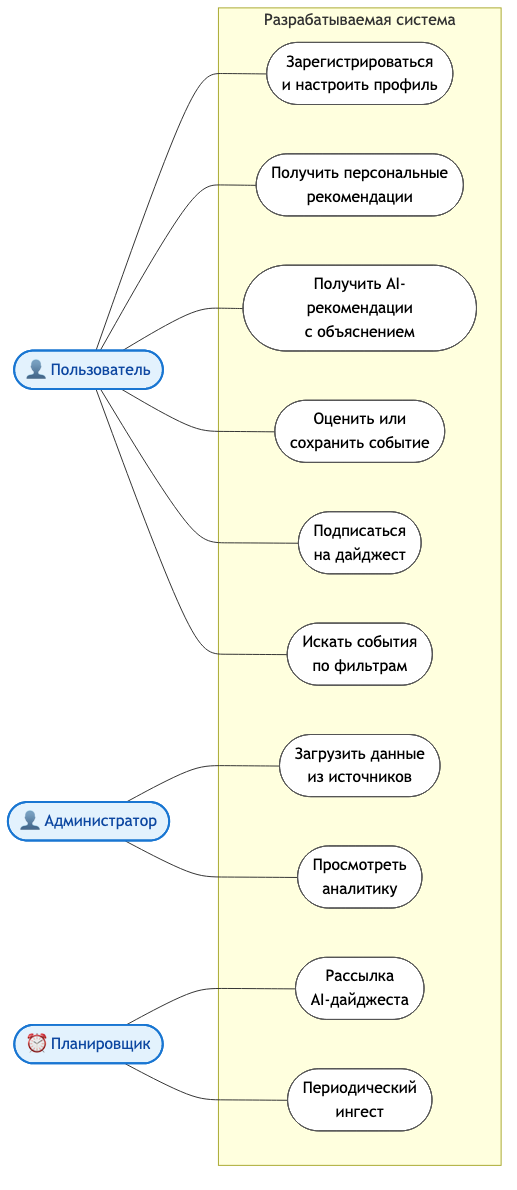 Разрабатываемая система
Зарегистрироваться
и настроить профиль
Получить персональные
рекомендации
Получить AI-
рекомендации
с объяснением
Пользователь
Оценить или
сохранить событие
Подписаться
на дайджест
Искать события
по фильтрам
Загрузить данные
из источников
Администратор
Просмотреть
аналитику
Рассылка
AI-дайджеста
Планировщик
Периодический
ингест